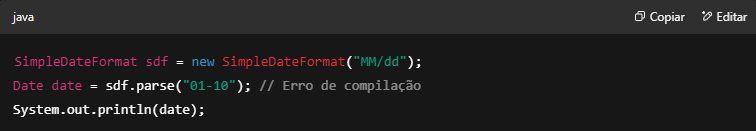 java
Copiar
Editar
SimpleDateFormat sdf = new SimpleDateFormat("MM/dd");
Date date = sdf.parse("01-10"); // Erro de compilação
System.out.println(date);